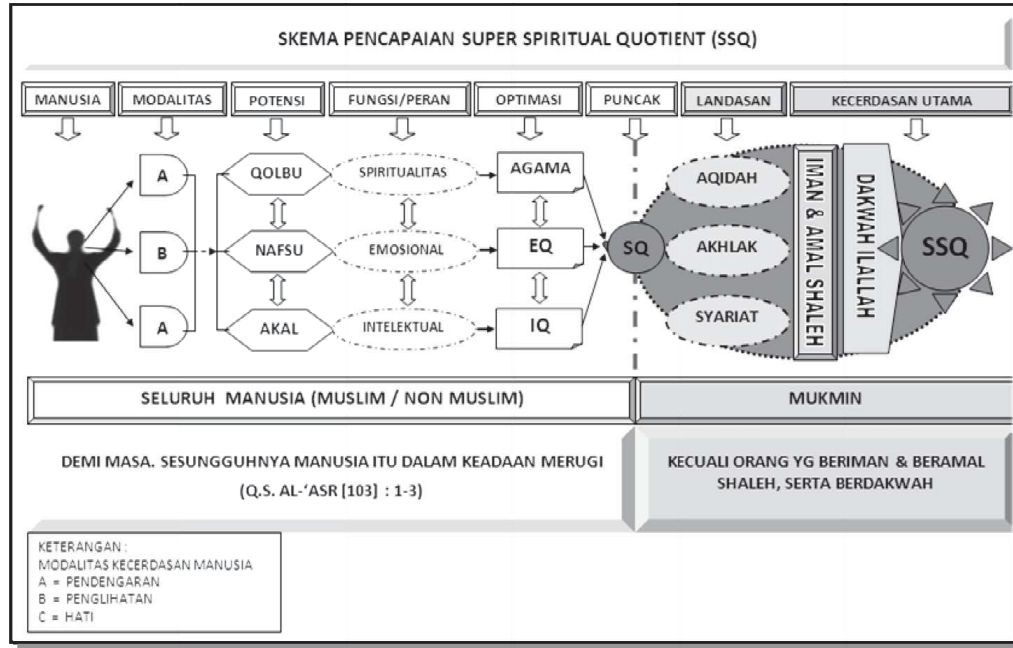 SKEMA PENCAPAIAN SUPER SPIRITUAL QUOTIENT (SSQ)
MANUSIA
MODALITAS
POTENSI
FUNGSI/PERAN
OPTIMASI
PUNCAK
LANDASAN
KECERDASAN UTAMA
A
B
A
QOLBU
NAFSU
AKAL
SPIRITUALITAS
EMOSIONAL
INTELEKTUAL
AGAMA
EQ
IQ
SQ
AQIDAH
AKHLAK
SYARIAT
IMAN & AMAL SHALEH
DAKWAH ILALLAH
SSQ
SELURUH MANUSIA (MUSLIM / NON MUSLIM)
MUKMIN
DEMI MASA. SESUNGGUHNYA MANUSIA ITU DALAM KEADAAN MERUGI
(Q.S. AL-‘ASR [103] : 1-3)
KECUALI ORANG YG BERIMAN & BERAMAL
SHALEH, SERTA BERDAKWAH
KETERANGAN :
MODALITAS KECERDASAN MANUSIA
A = PENDENGARAN
B = PENGLIHATAN
C = HATI